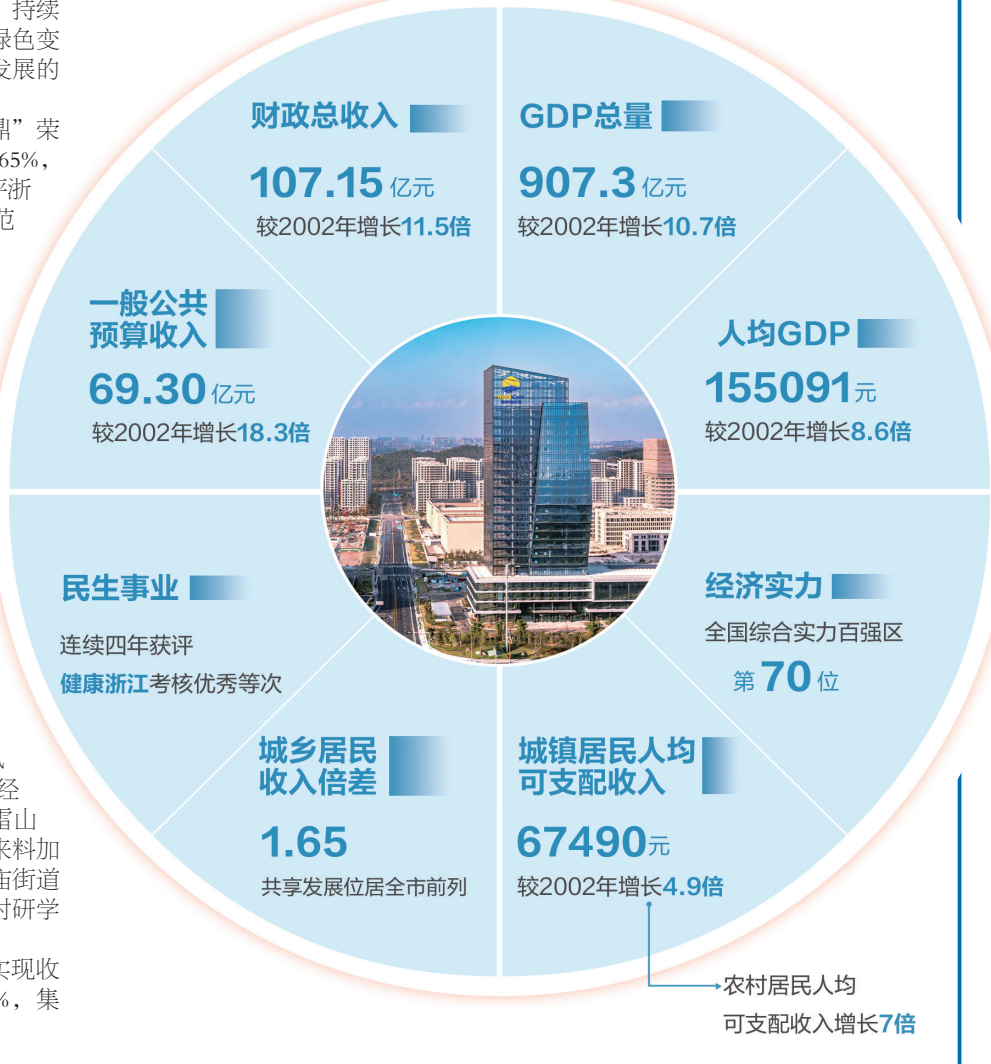 持续
绿色变
发展的
鼎”荣
65%，
评浙
范
财政总收入
107.15亿元
较2002年增长11.5倍
GDP总量
907.3亿元
较2002年增长10.7倍
一般公共
预算收入
69.30亿元
较2002年增长18.3倍
人均GDP
155091元
较2002年增长8.6倍
民生事业
连续四年获评
健康浙江考核优秀等次
经济实力
全国综合实力百强区
第70位
城乡居民
收入倍差
1.65
共享发展位居全市前列
城镇居民人均
可支配收入
67490元
较2002年增长4.9倍
农村居民人均
可支配收入增长7倍
经
雷山
来料加
庙街道
村研学
实现收
%，集